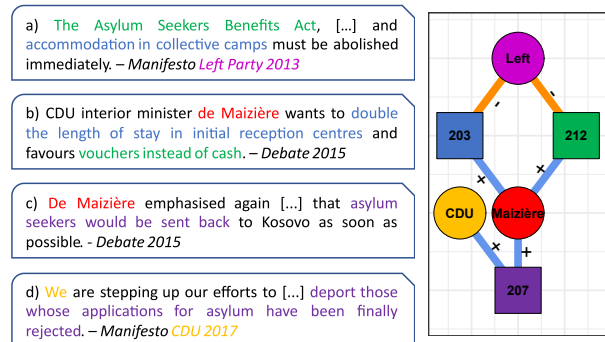 a) The Asylum Seekers Benefits Act, […] and
accommodation in collective camps must be abolished
immediately. – Manifesto Left Party 2013
b) CDU interior minister de Maizière wants to double
the length of stay in initial reception centres and
favours vouchers instead of cash. – Debate 2015
c) De Maizière emphasised again [...] that asylum
seekers would be sent back to Kosovo as soon as
possible. - Debate 2015
d) We are stepping up our efforts to [...] deport those
whose applications for asylum have been finally
rejected. – Manifesto CDU 2017
Left
- -
203 212
+ +
CDU Maizière
+ +
207